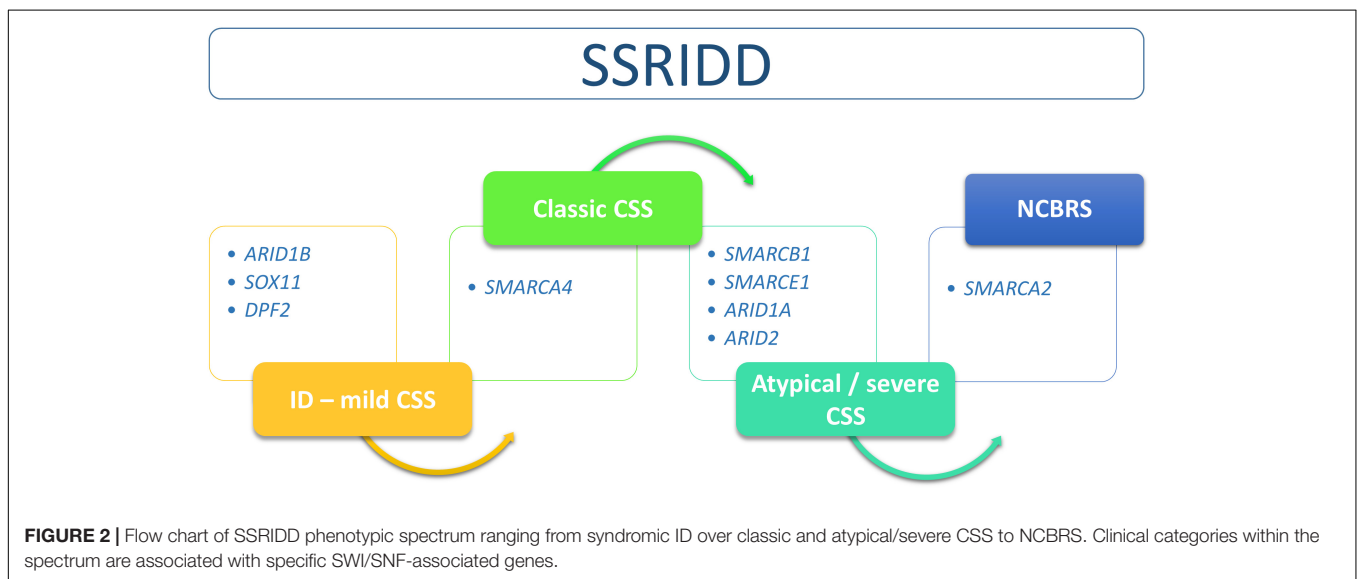 SSRIDD
Classic CSS
NCBRS
• ARID1B
• SOX11
• DPF2
• SMARCA4
• SMARCB1
• SMARCE1
• ARID1A
• ARID2
• SMARCA2
ID – mild CSS
Atypical / severe
CSS
FIGURE 2 | Flow chart of SSRIDD phenotypic spectrum ranging from syndromic ID over classic and atypical/severe CSS to NCBRS. Clinical categories within the
spectrum are associated with specific SWI/SNF-associated genes.